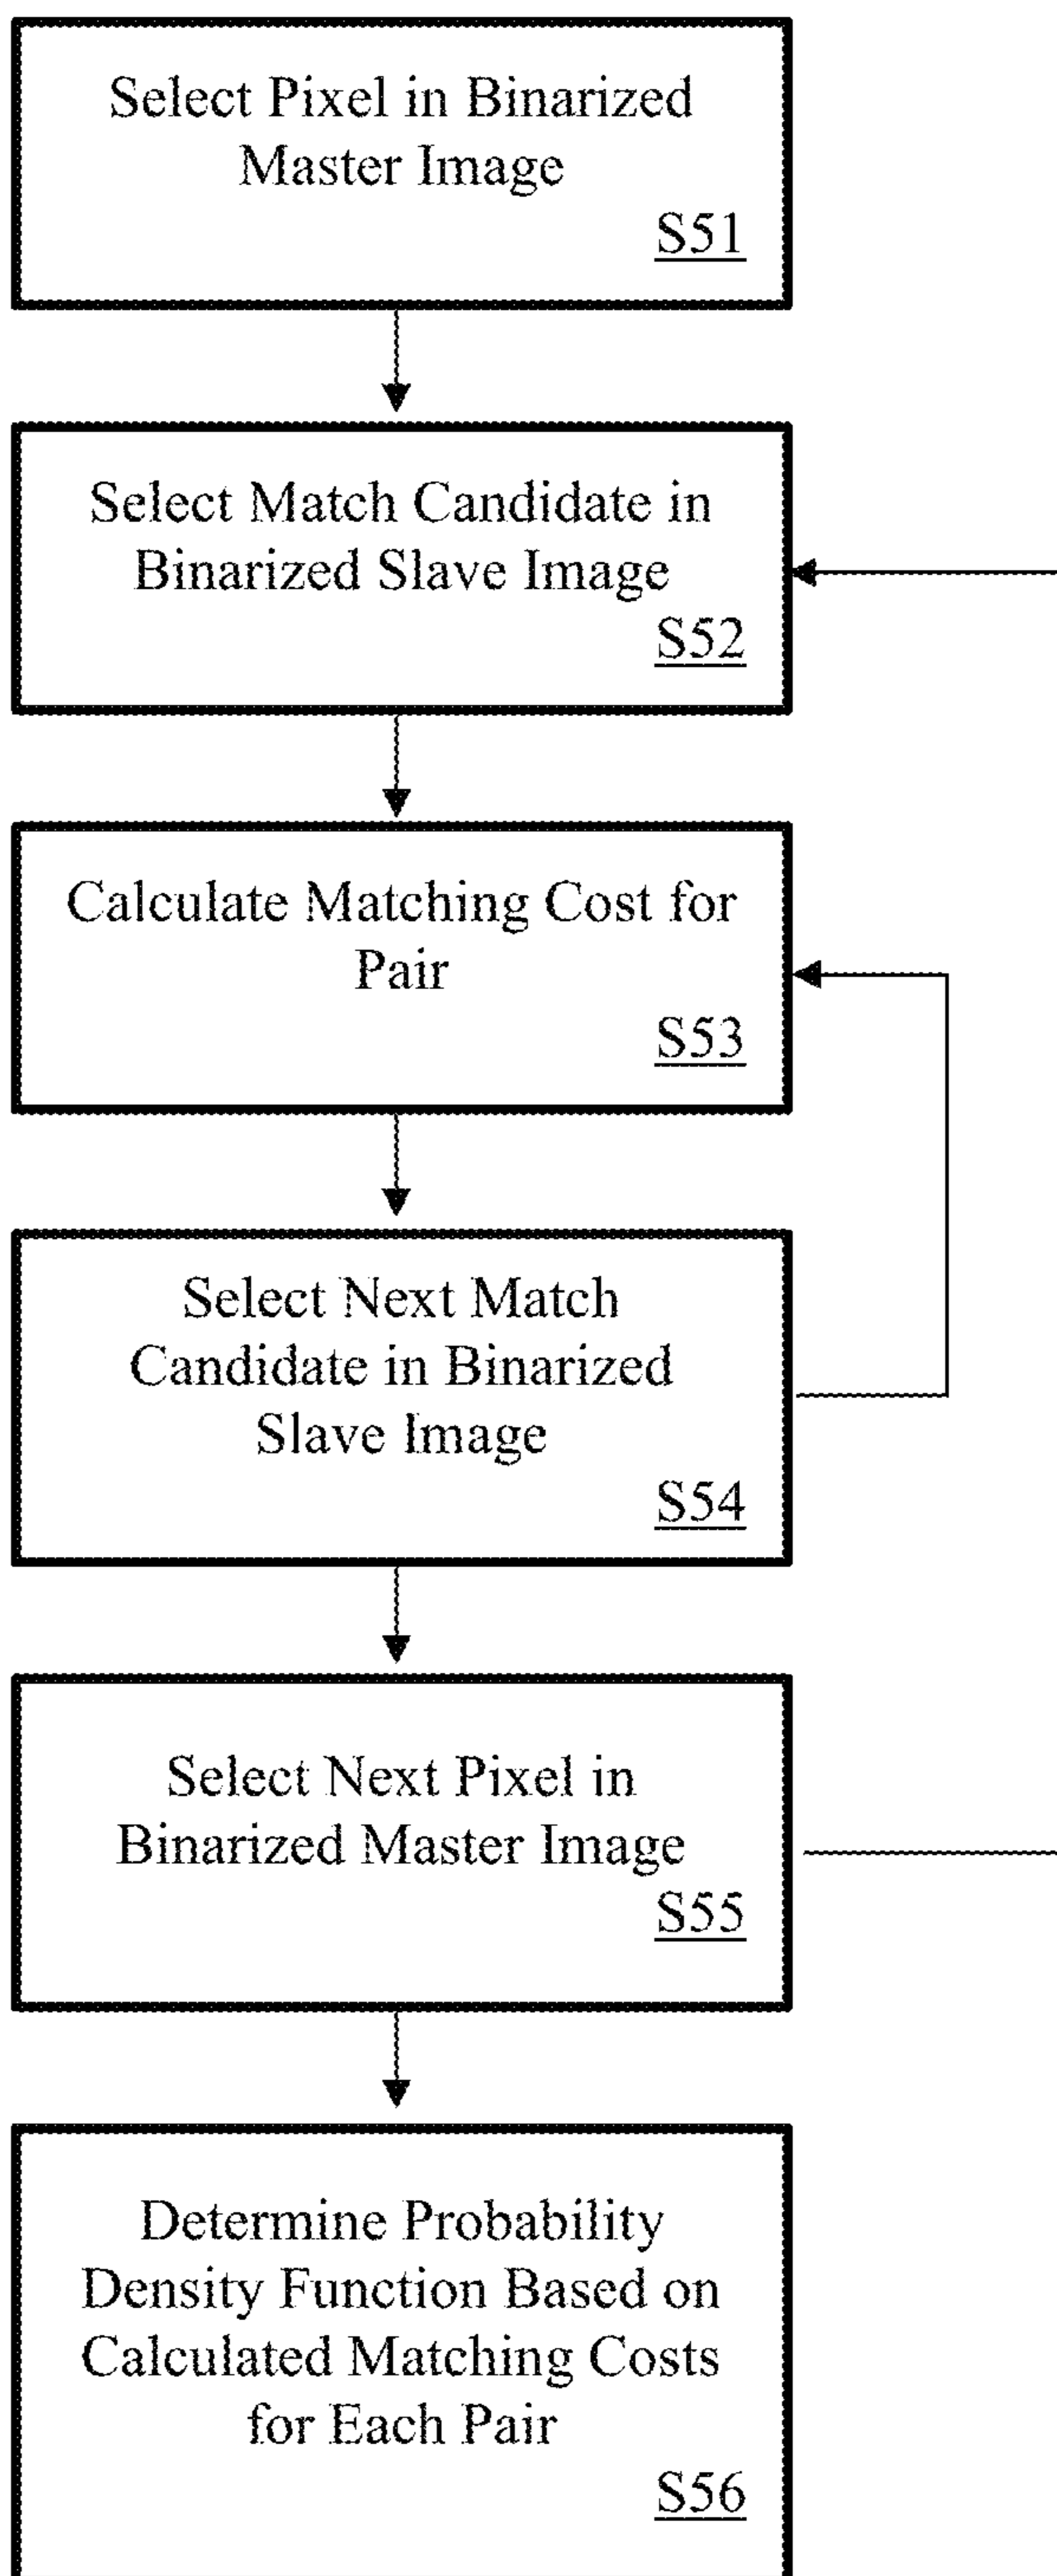 Select Pixel in Binarized
Master Image
S51
Select Match Candidate in
Binarized Slave Image
S52
Calculate Matching Cost for
Pair
S53
Select Next Match
Candidate in Binarized
Slave Image
S54
Select Next Pixel in
Binarized Master Image
S55
Determine Probability
Density Function Based on
Calculated Matching Costs
for Each Pair
S56